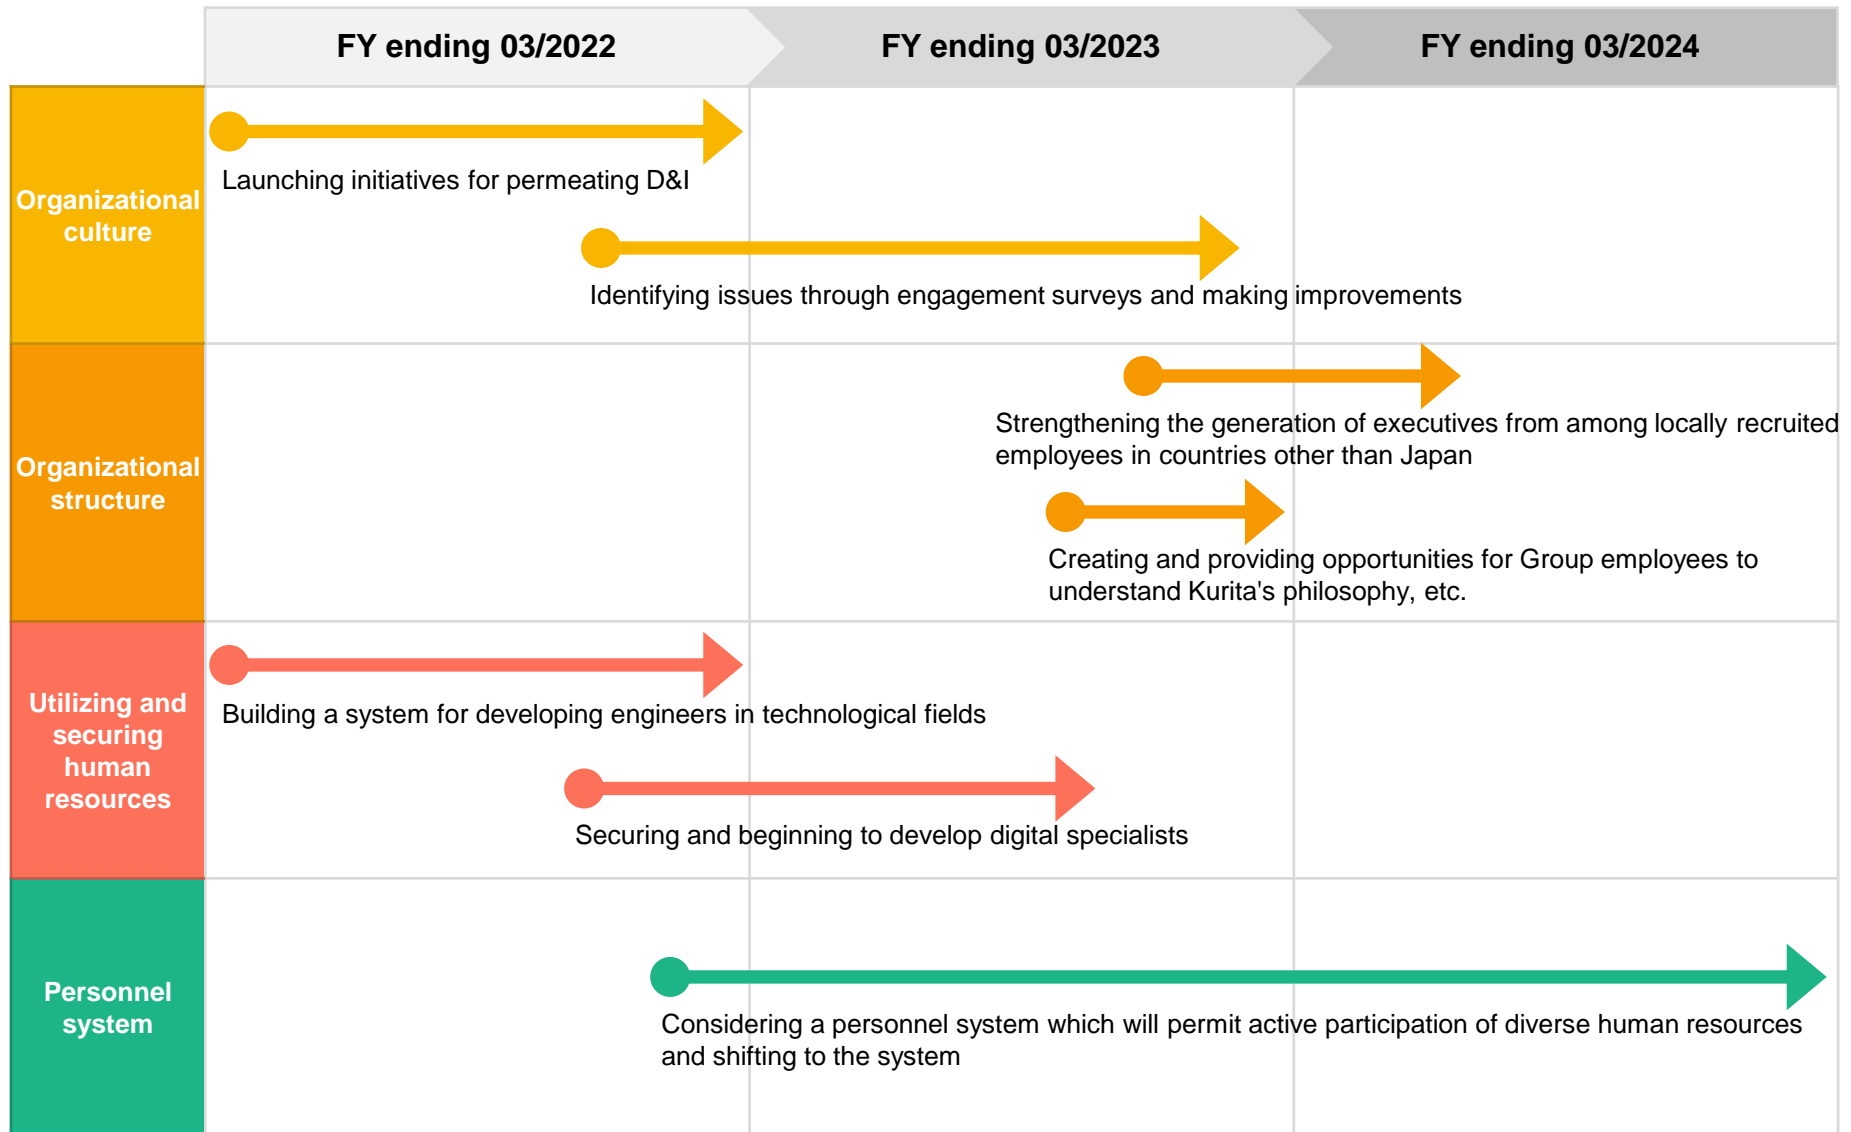 FY ending 03/2022
FY ending 03/2023
FY ending 03/2024
Organizational
culture
Launching initiatives for permeating D&I
Identifying issues through engagement surveys and making improvements
Organizational
structure
Strengthening the generation of executives from among locally recruited
employees in countries other than Japan
Creating and providing opportunities for Group employees to
understand Kurita's philosophy, etc.
Utilizing and
securing
human
resources
Building a system for developing engineers in technological fields
Securing and beginning to develop digital specialists
Personnel
system
Considering a personnel system which will permit active participation of diverse human resources
and shifting to the system